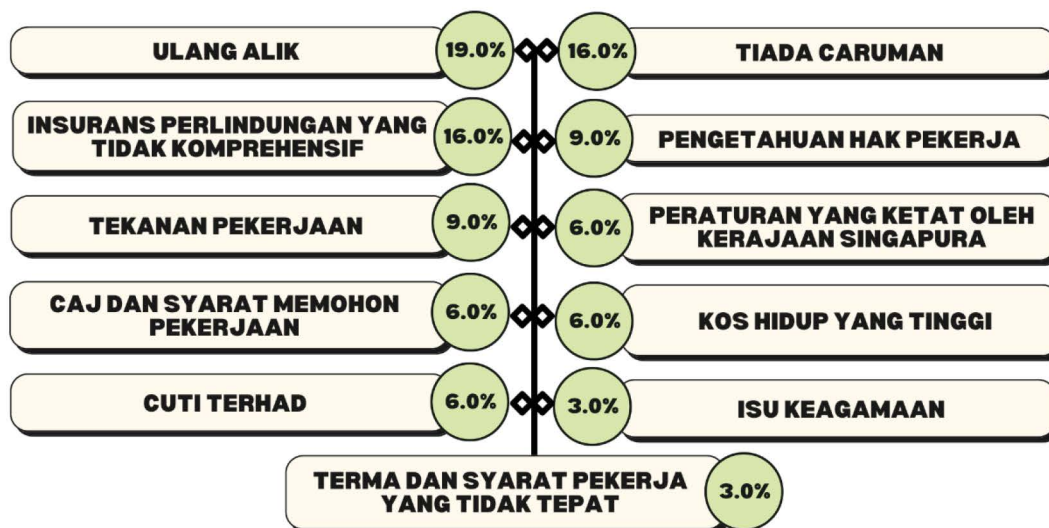 ULANG ALIK
19.0%
16.0%
TIADA CARUMAN
INSURANS PERLINDUNGAN YANG
TIDAK KOMPREHENSIF
16.0%
9.0%
PENGETAHUAN HAK PEKERJA
TEKANAN PEKERJAAN
9.0%
6.0%
PERATURAN YANG KETAT OLEH
KERAJAAN SINGAPURA
CAJ DAN SYARAT MEMOHON
PEKERJAAN
6.0%
6.0%
KOS HIDUP YANG TINGGI
CUTI TERHAD
6.0%
3.0%
ISU KEAGAMAAN
TERMA DAN SYARAT PEKERJA
YANG TIDAK TEPAT
3.0%